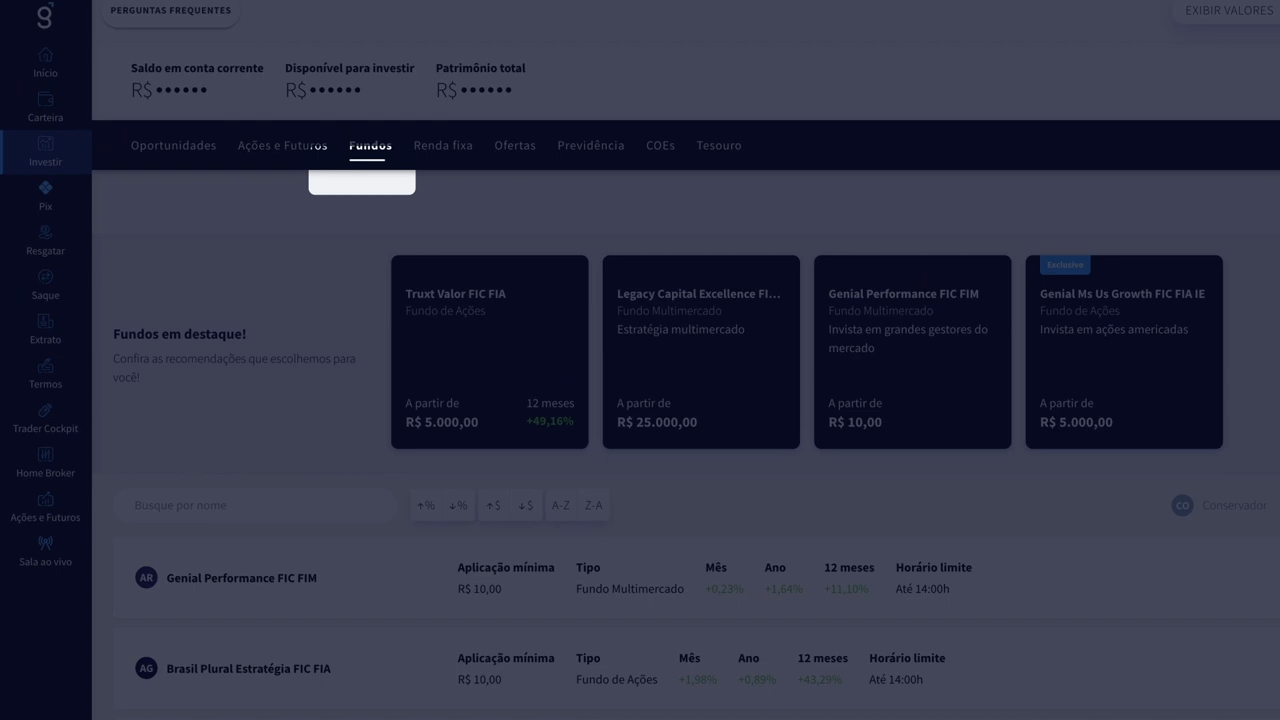 PERGUNTAS FREQUENTES
EXIBIR VALORES
Saldo em conta corrente
Disponível para investir
Patrimônio total
R$ ••••••
R$ ••••••
R$ ••••••
Início
Carteira
Investir
Pix
Resgatar
Saque
Extrato
Termos
Trader Cockpit
Home Broker
Ações e Futuros
Sala ao vivo
Oportunidades
Ações e Futuros
Fundos
Renda fixa
Ofertas
Previdência
COEs
Tesouro
Fundos em destaque!
Confira as recomendações que escolhemos para
você!
Truxt Valor FIC FIA
Fundo de Ações
A partir de
12 meses
R$ 5.000,00
+49,16%
Legacy Capital Excellence FI...
Fundo Multimercado
Estratégia multimercado
A partir de
R$ 25.000,00
Genial Performance FIC FIM
Fundo Multimercado
Invista em grandes gestores do
mercado
A partir de
R$ 10,00
Exclusivo
Genial Ms Us Growth FIC FIA IE
Fundo de Ações
Invista em ações americadas
A partir de
R$ 5.000,00
Busque por nome
↑%
↓%
↑$
↓$
A-Z
Z-A
CO
Conservador
AR
Genial Performance FIC FIM
Aplicação mínima
Tipo
Mês
Ano
12 meses
Horário limite
R$ 10,00
Fundo Multimercado
+0,23%
+1,64%
+11,10%
Até 14:00h
AG
Brasil Plural Estratégia FIC FIA
Aplicação mínima
Tipo
Mês
Ano
12 meses
Horário limite
R$ 10,00
Fundo de Ações
+1,98%
+0,89%
+43,29%
Até 14:00h